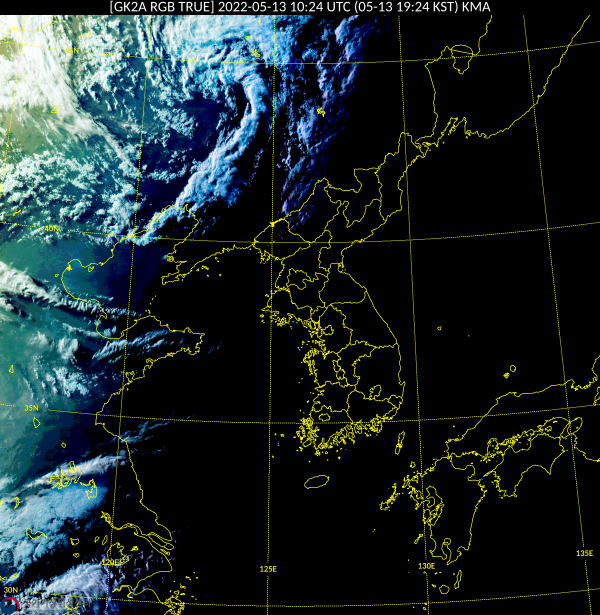 [GK2A RGB TRUE] 2022-05-13 10:24 UTC (05-13 19:24 KST) KMA
40N
35N
135E
130E
125E
120E
30N